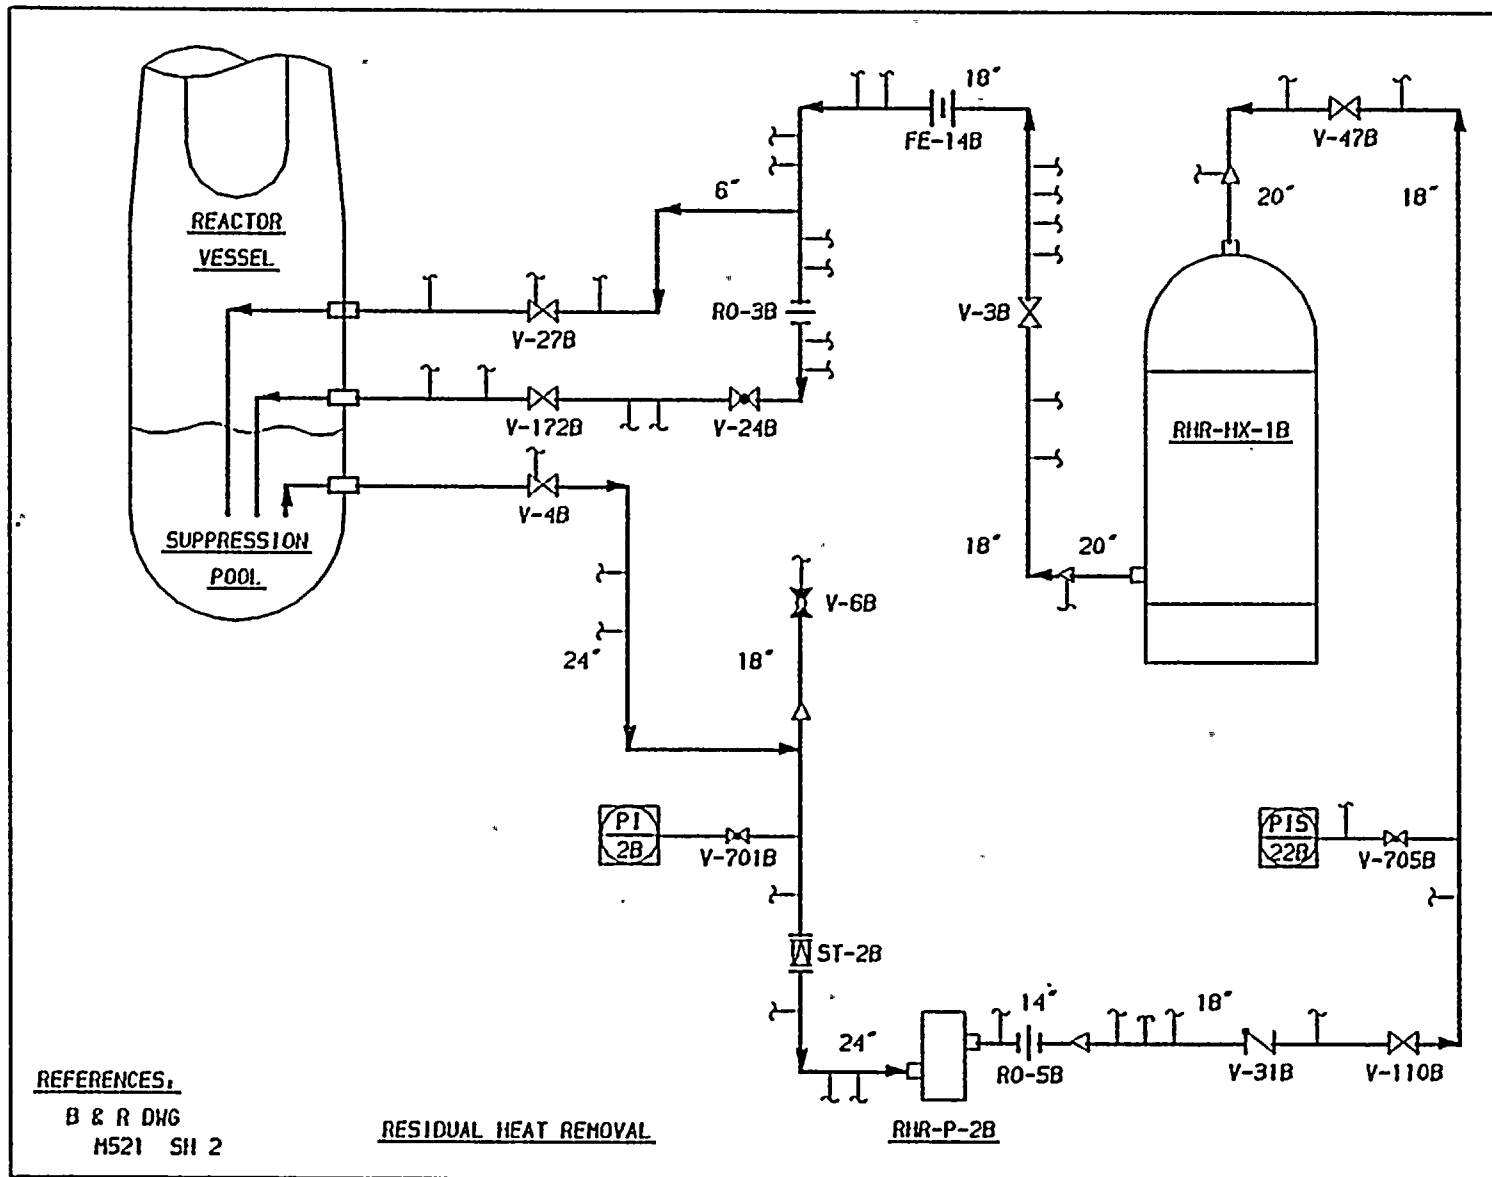 18"
FE-14B
V-47B
6"
20"
18"
REACTOR
VESSEL
RO-3B
V-3B
V-27B
V-172B
V-24B
RHR-HX-1B
V-4B
SUPPRESSION
POOL
18"
20"
V-6B
24"
18"
PI
2B
V-701B
PIS
22B
V-705B
ST-2B
14"
18"
24"
RO-5B
V-31B
V-110B
REFERENCES:
B & R DWG
M521 SH 2
RESIDUAL HEAT REMOVAL
RHR-P-2B